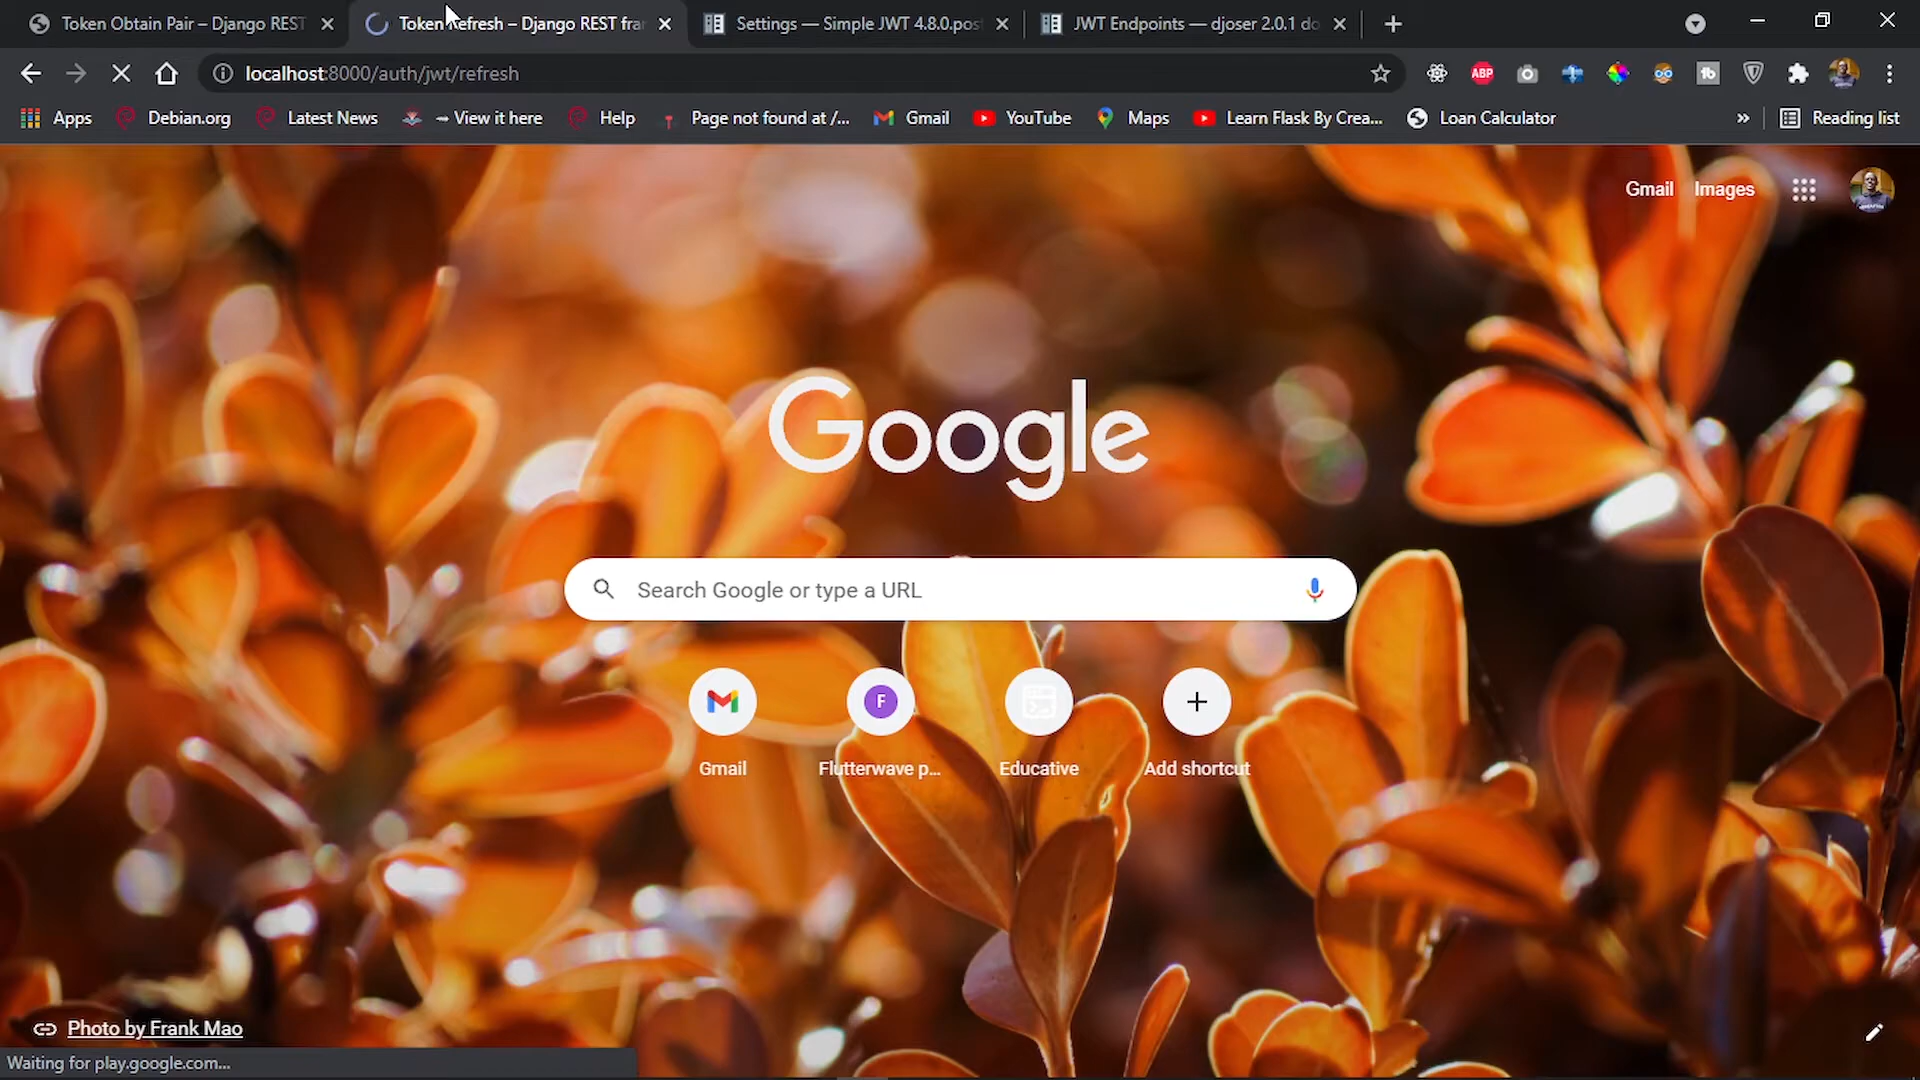 Token Obtain Pair – Django REST
Token Refresh – Django REST fra
Settings — Simple JWT 4.8.0.post
JWT Endpoints — djoser 2.0.1 do
localhost:8000/auth/jwt/refresh
ABP
tb
Apps
Debian.org
Latest News
View it here
Help
Page not found at /...
Gmail
YouTube
Maps
Learn Flask By Crea...
Loan Calculator
»
Reading list
Gmail
Images
Google
Search Google or type a URL
F
Gmail
Flutterwave p...
Educative
Add shortcut
Photo by Frank Mao
Waiting for play.google.com...